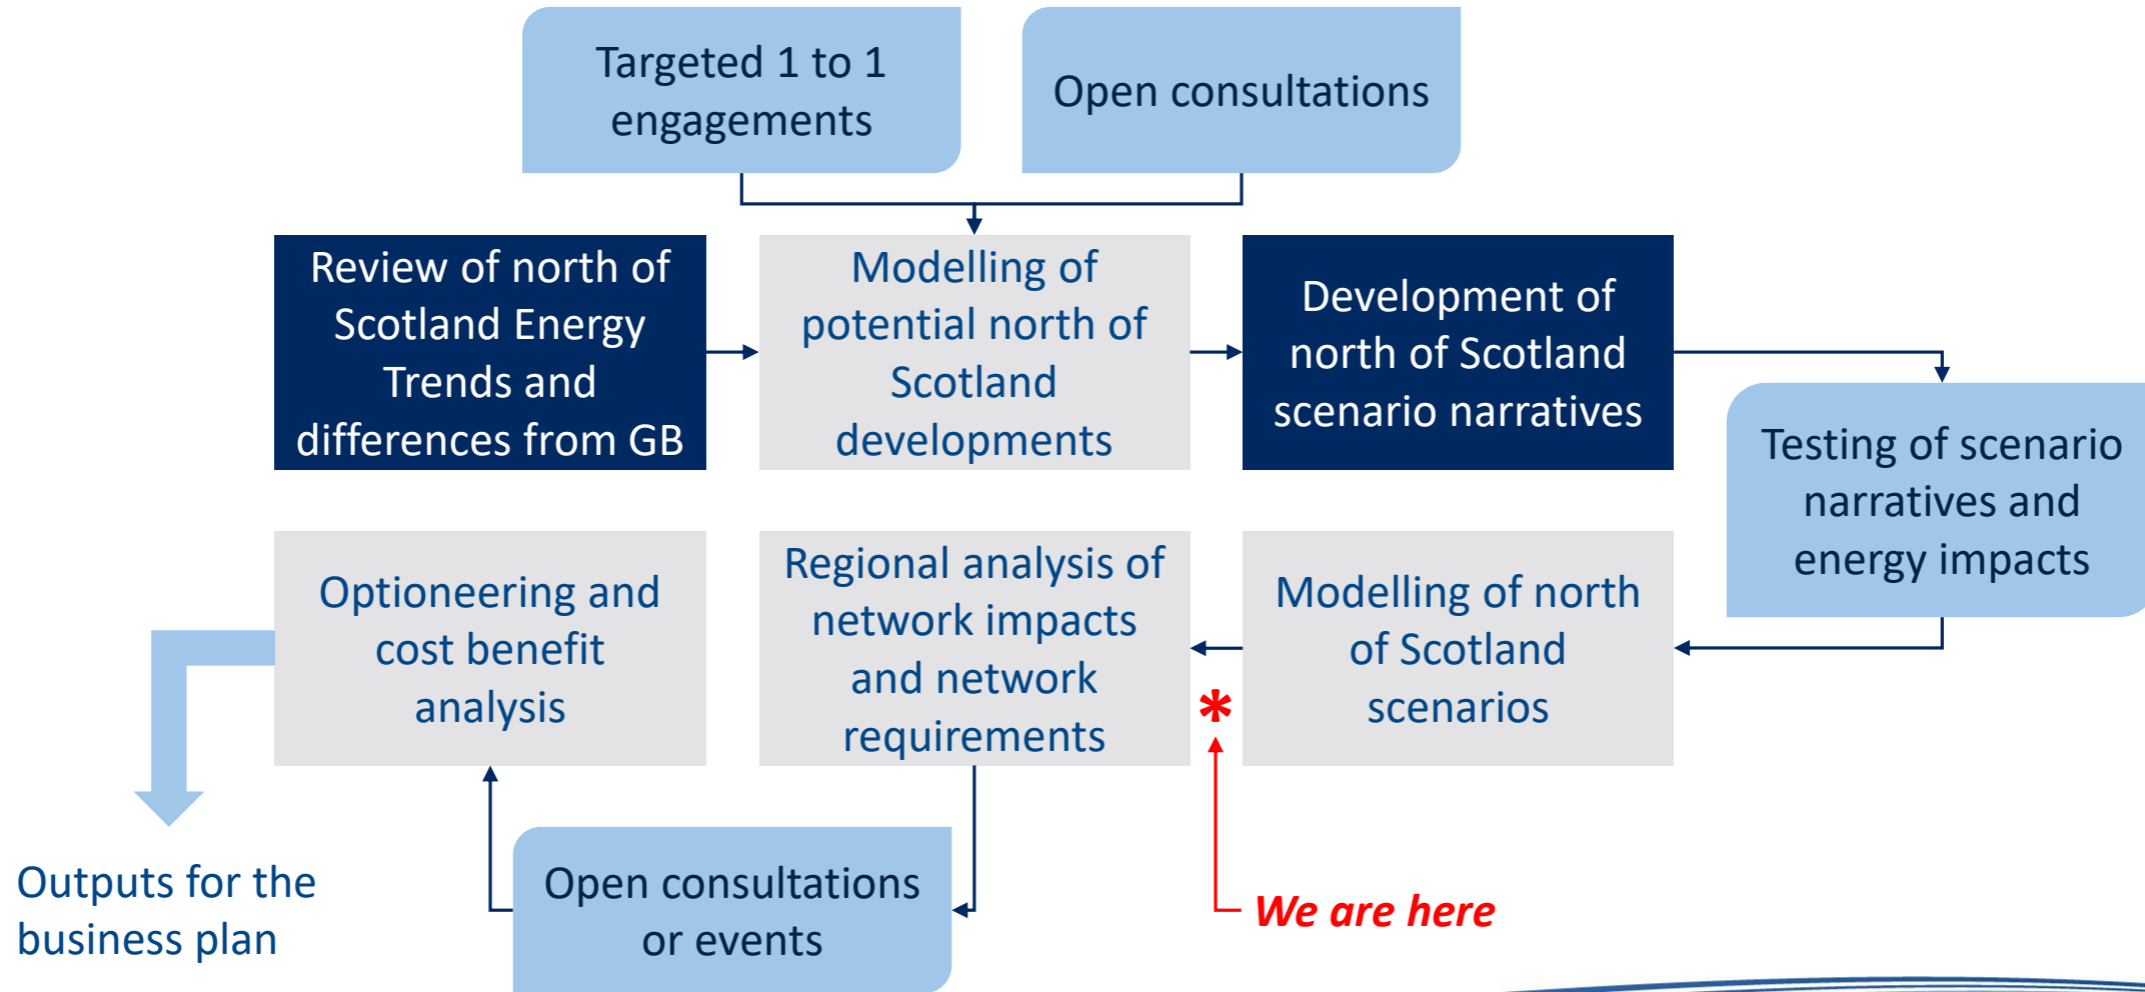 Targeted 1 to 1
engagements
Open consultations
Review of north of
Scotland Energy
Trends and
differences from GB
Modelling of
potential north of
Scotland
developments
Development of
north of Scotland
scenario narratives
Testing of scenario
narratives and
energy impacts
Modelling of north
of Scotland
scenarios
*
We are here
Regional analysis of
network impacts
and network
requirements
Open consultations
or events
Optioneering and
cost benefit
analysis
Outputs for the
business plan